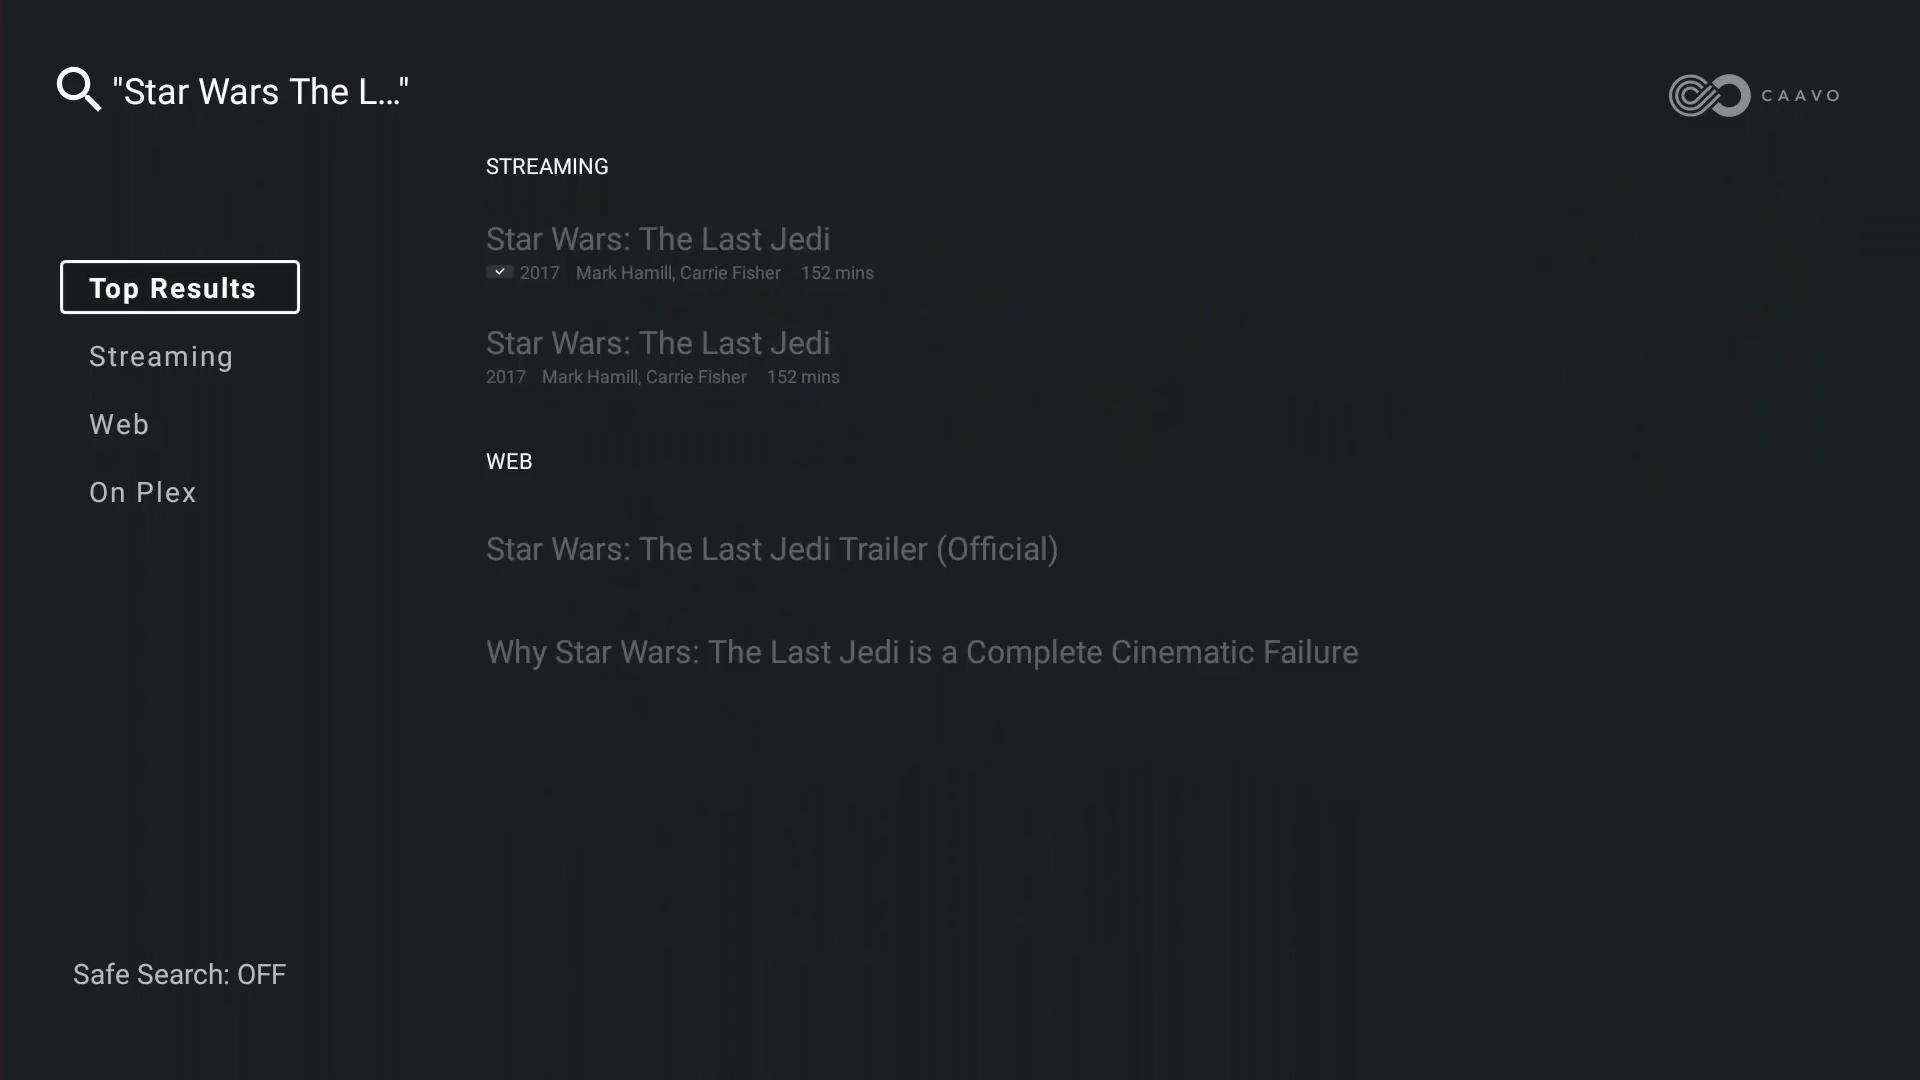 "Star Wars The L..."
CAAVO
Top Results
Streaming
Web
On Plex
Safe Search: OFF
STREAMING
Star Wars: The Last Jedi
2017 Mark Hamill, Carrie Fisher 152 mins
Star Wars: The Last Jedi
2017 Mark Hamill, Carrie Fisher 152 mins
WEB
Star Wars: The Last Jedi Trailer (Official)
Why Star Wars: The Last Jedi is a Complete Cinematic Failure